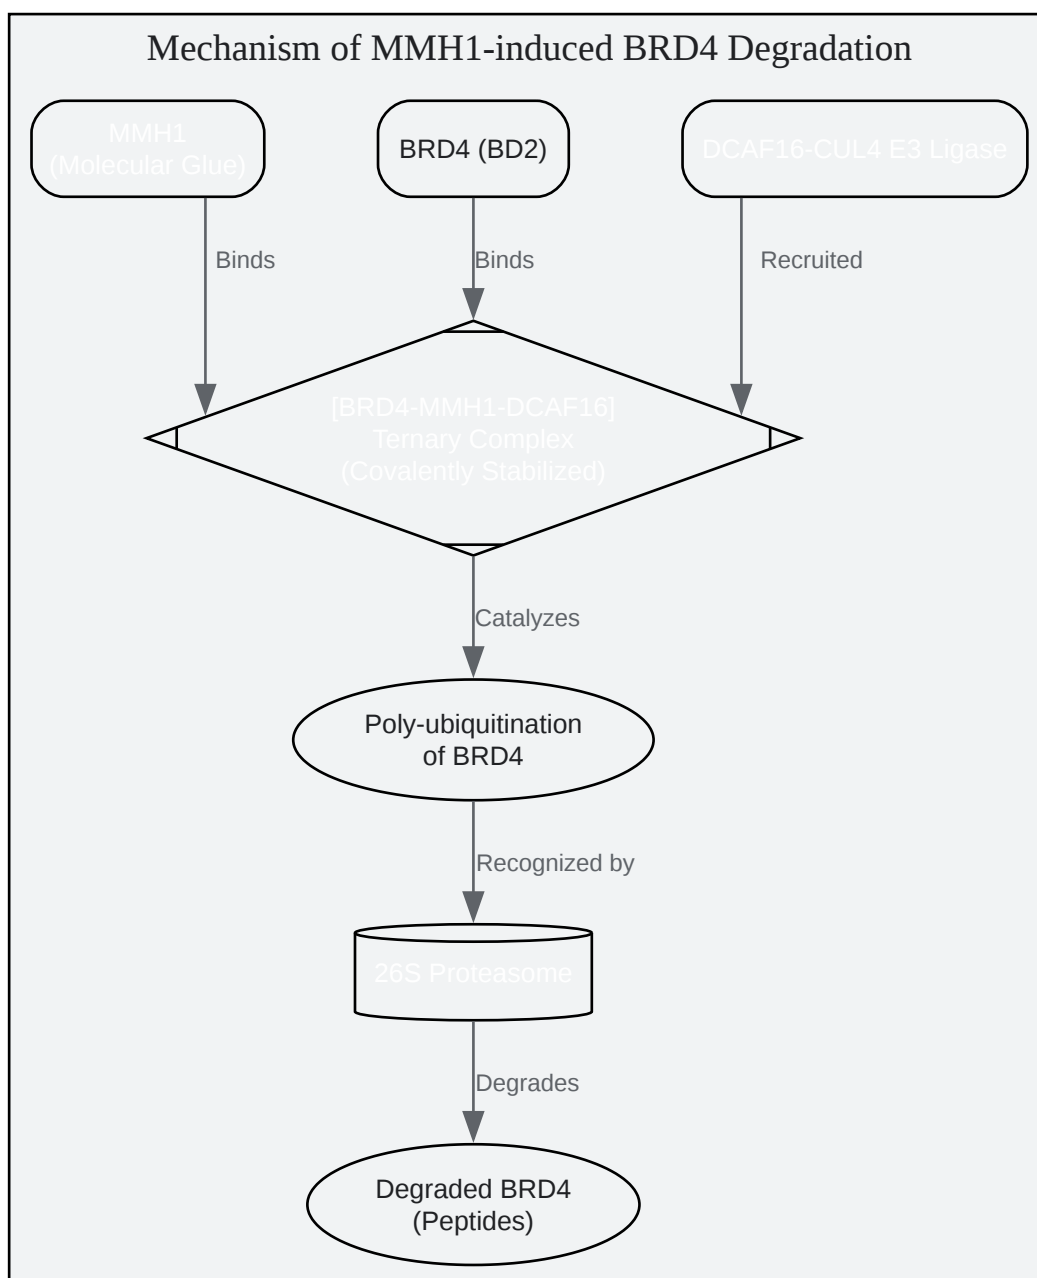 Mechanism of MMH1-induced BRD4 Degradation
MMH1
(Molecular Glue)
BRD4 (BD2)
DCAF16-CUL4 E3 Ligase
Binds
Binds
Recruited
[BRD4-MMH1-DCAF16]
Ternary Complex
(Covalently Stabilized)
Catalyzes
Poly-ubiquitination
of BRD4
Recognized by
26S Proteasome
Degrades
Degraded BRD4
(Peptides)